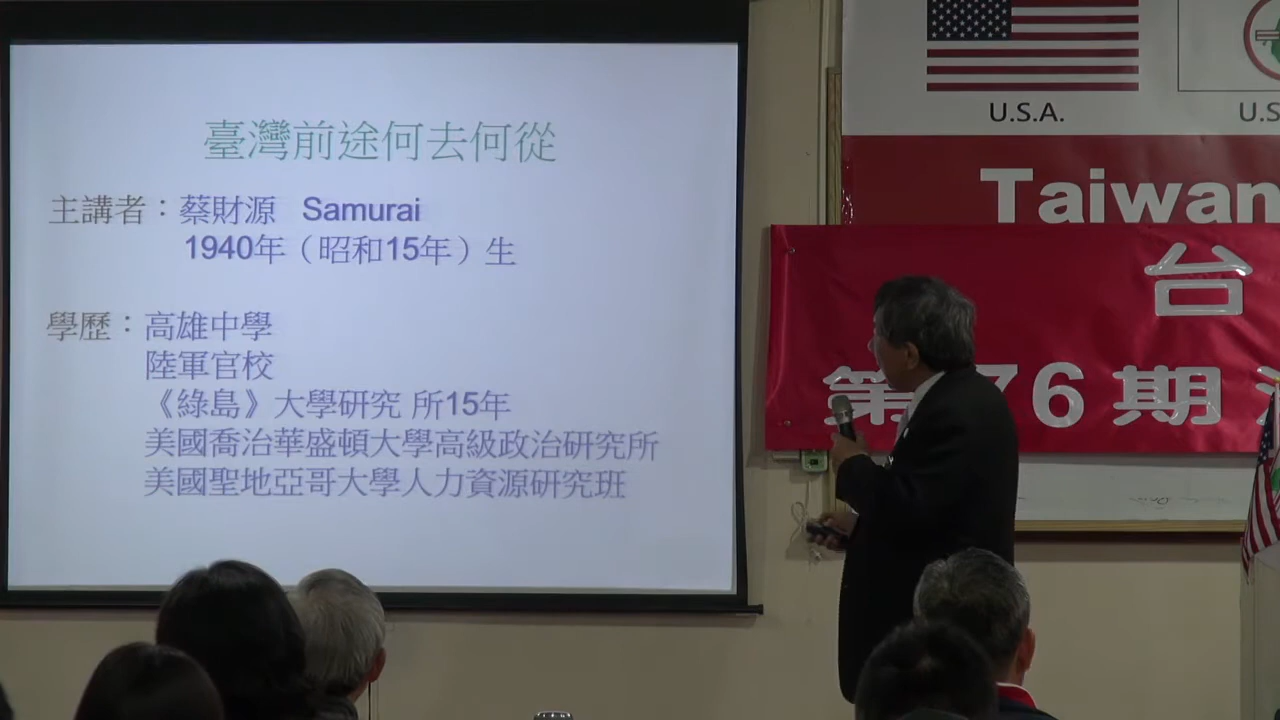 臺灣前途何去何從
主講者：蔡財源 Samurai
1940年（昭和15年）生
學歷：高雄中學
陸軍官校
《綠島》大學研究 所15年
美國喬治華盛頓大學高級政治研究所
美國聖地亞哥大學人力資源研究班
U.S.A.
U.S
Taiwan
台
第76期